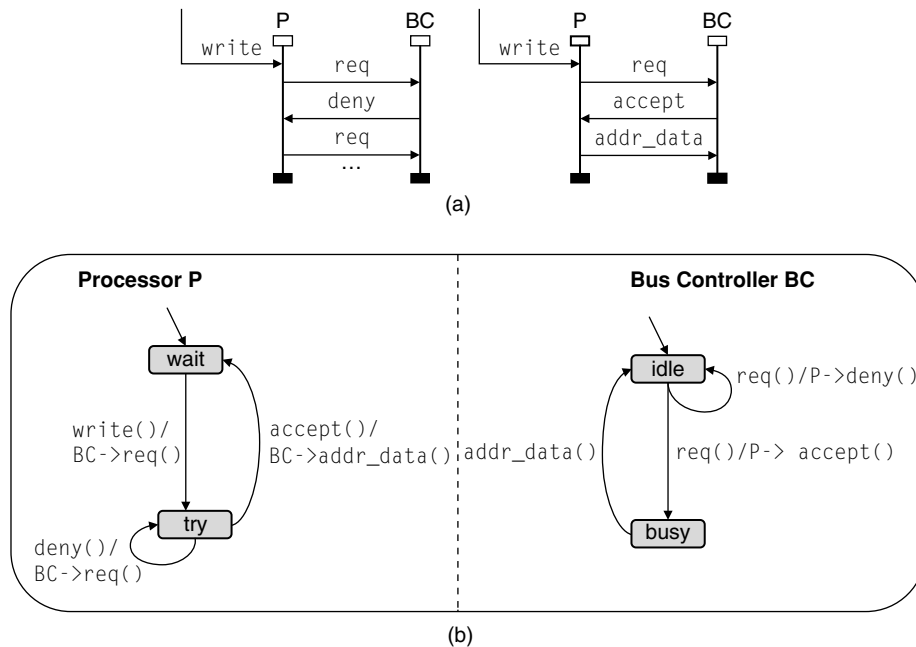 P BC P BC
write write
req req
deny accept
req addr_data
...
(a)
Processor P Bus Controller BC
wait idle
req()/P->deny()
write()/ accept()/
BC->req() BC->addr_data() addr_data() req()/P-> accept()
try busy
deny()/
BC->req()
(b)